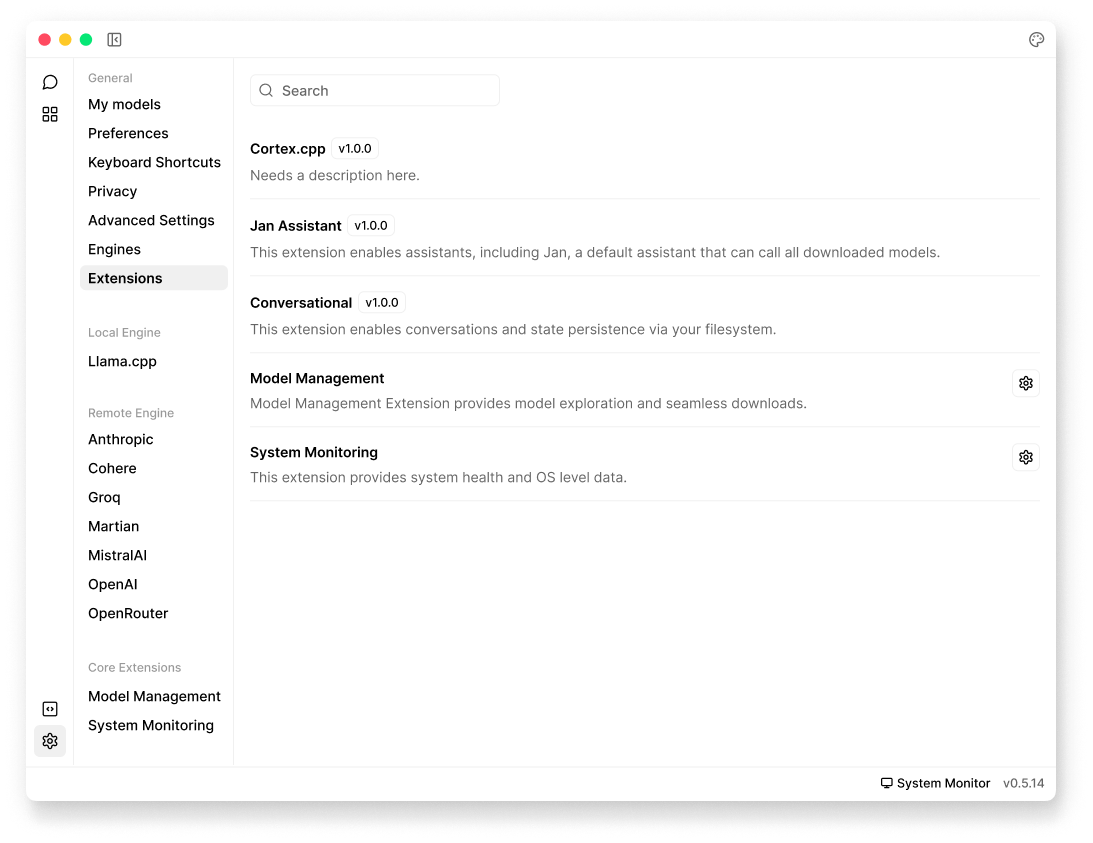 General
My models
Preferences
Keyboard Shortcuts
Privacy
Advanced Settings
Engines
Extensions
Local Engine
Llama.cpp
Remote Engine
Anthropic
Cohere
Groq
Martian
MistralAI
OpenAI
OpenRouter
Core Extensions
Model Management
System Monitoring
Search
Cortex.cpp v1.0.0
Needs a description here.
Jan Assistant v1.0.0
This extension enables assistants, including Jan, a default assistant that can call all downloaded models.
Conversational v1.0.0
This extension enables conversations and state persistence via your filesystem.
Model Management
Model Management Extension provides model exploration and seamless downloads.
System Monitoring
This extension provides system health and OS level data.
System Monitor v0.5.14